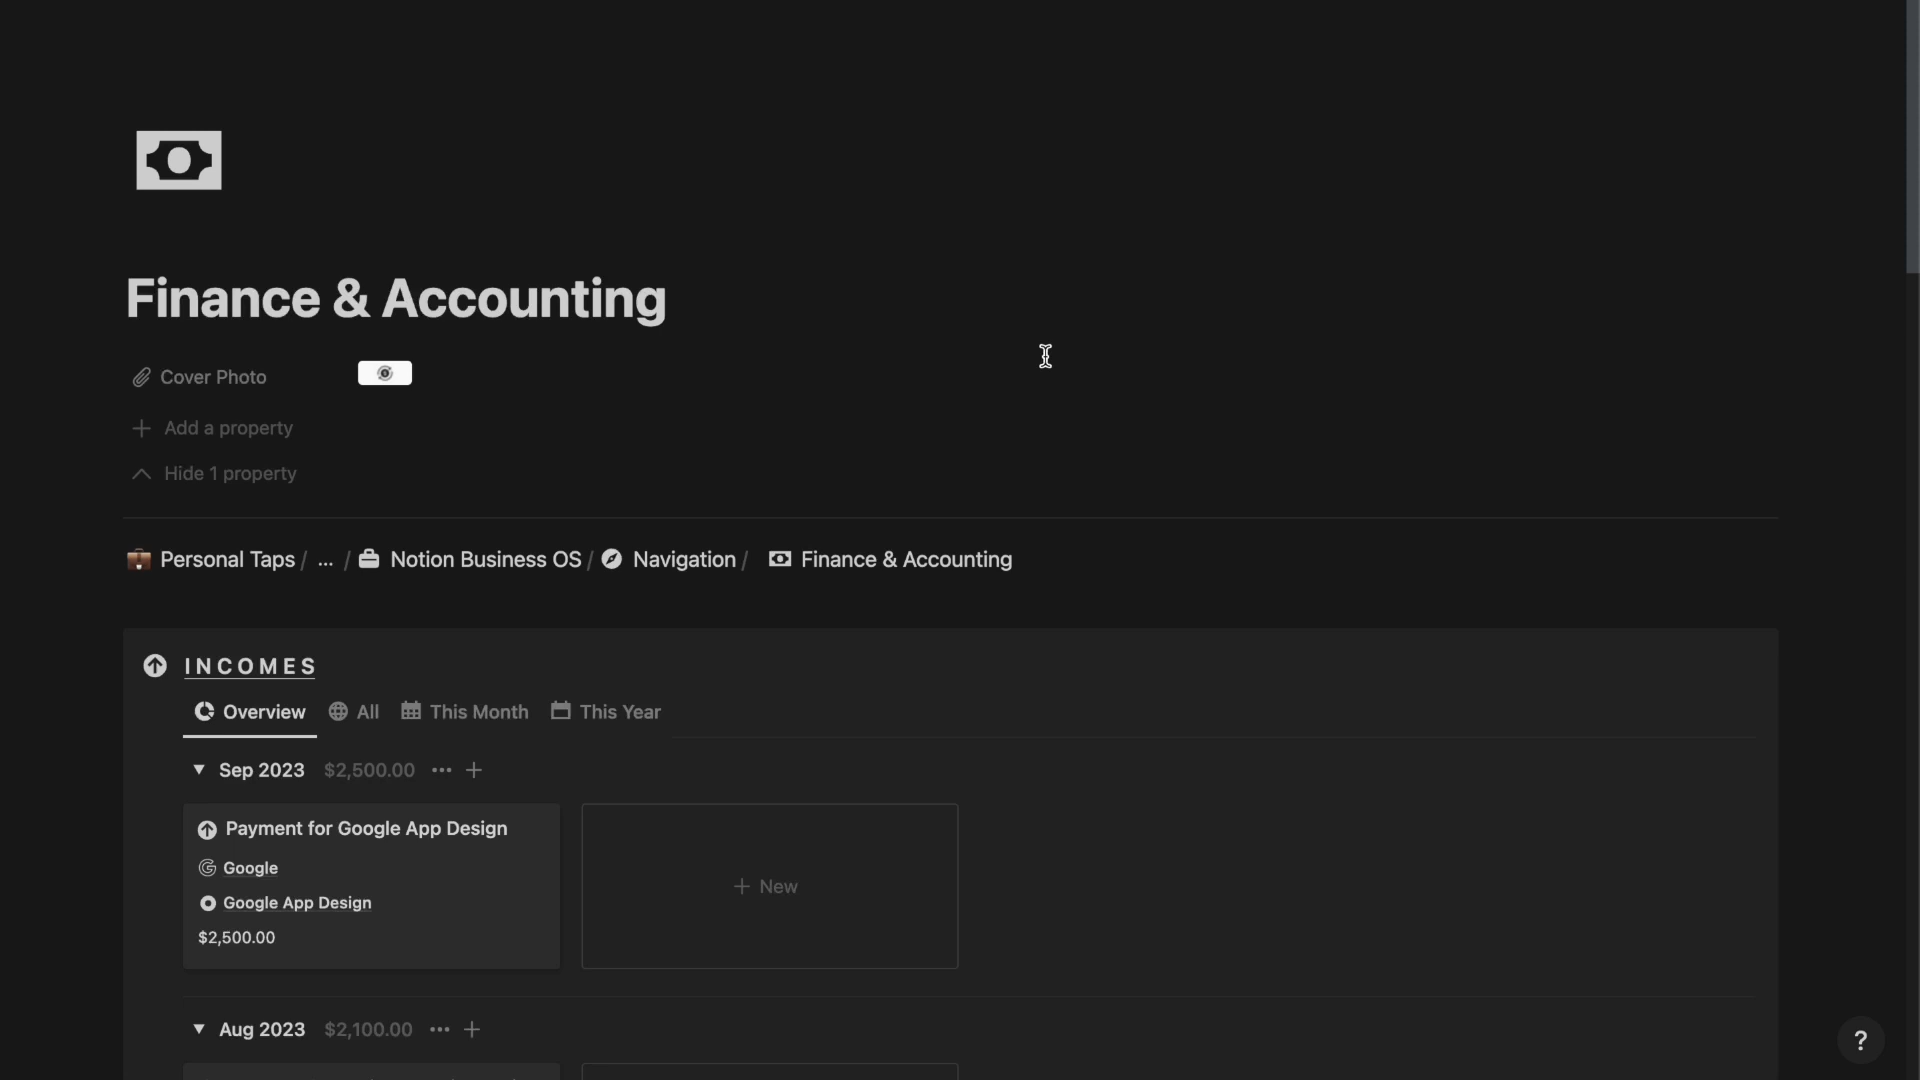 Finance & Accounting
Cover Photo
Add a property
Hide 1 property
Personal Taps / ... / Notion Business OS / Navigation / Finance & Accounting
INCOMES
Overview All This Month This Year
Sep 2023 $2,500.00 ... +
Payment for Google App Design
Google
Google App Design
$2,500.00
+ New
Aug 2023 $2,100.00 ... +
?